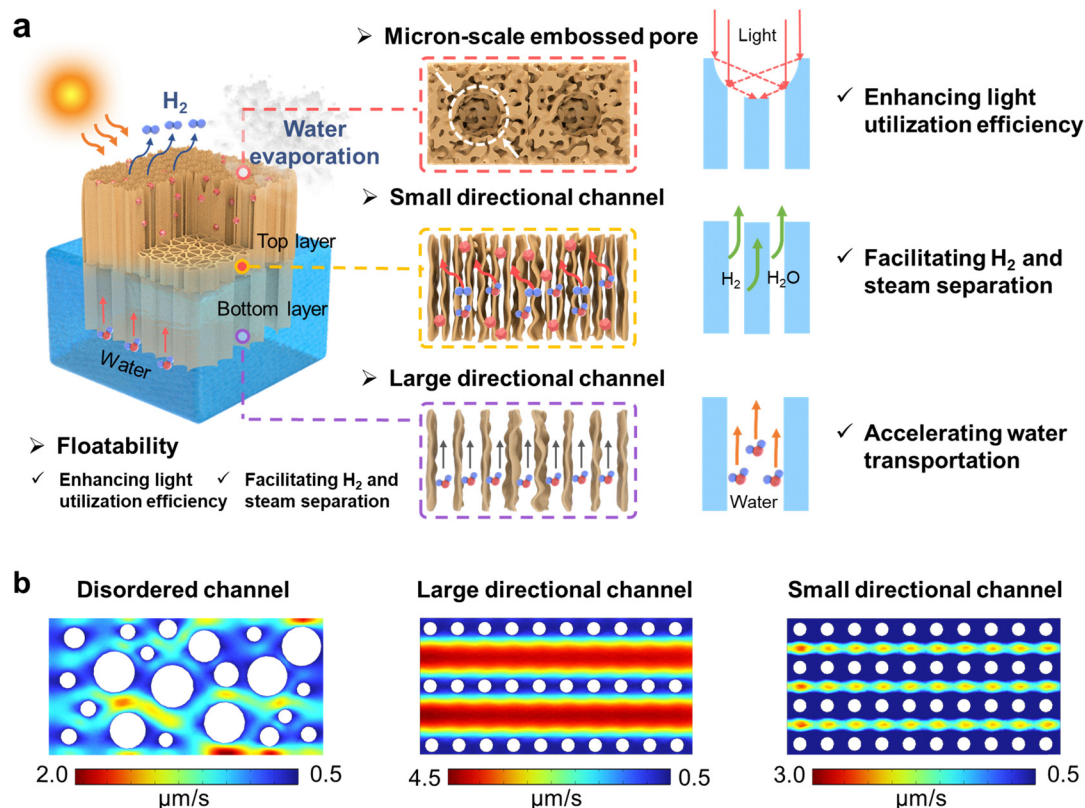 a
➢ Micron-scale embossed pore
Light
✓ Enhancing light
utilization efficiency
H₂
Water
evaporation
➢ Small directional channel
Top layer
Bottom layer
Water
H₂
H₂O
✓ Facilitating H₂ and
steam separation
➢ Large directional channel
Water
✓ Accelerating water
transportation
➢ Floatability
✓ Enhancing light
utilization efficiency
✓ Facilitating H₂ and
steam separation
b
Disordered channel
Large directional channel
Small directional channel
2.0 0.5
μm/s
4.5 0.5
μm/s
3.0 0.5
μm/s